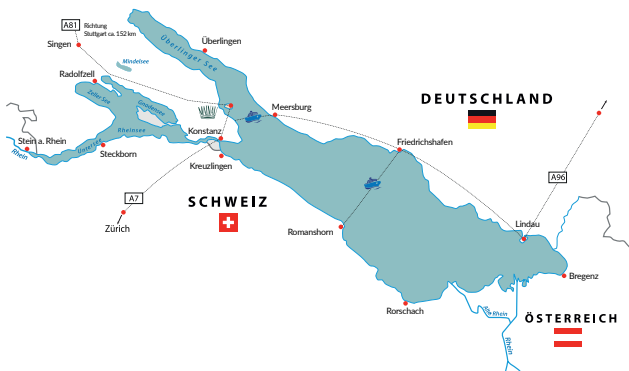 A81
Richtung
Stuttgart ca. 152 km
Singen
Überlingen
Überlinger See
Mindelsee
Radolfzell
Zeller See
Gnadensee
Meersburg
DEUTSCHLAND
Konstanz
Rheinsee
Stein a. Rhein
Rhein
Untersee
Steckborn
Kreuzlingen
Friedrichshafen
A96
A7
SCHWEIZ
Zürich
Romanshorn
Lindau
Bregenz
Rorschach
Alter Rhein
Rhein
ÖSTERREICH